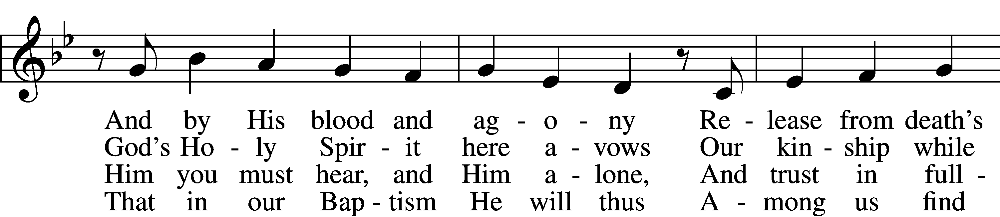 And by His blood and ag - o - ny Re - lease from death's
God's Ho - ly Spir - it here a - vows Our kin - ship while
Him you must hear, and Him a - lone, And trust in full -
That in our Bap - tism He will thus A - mong us find